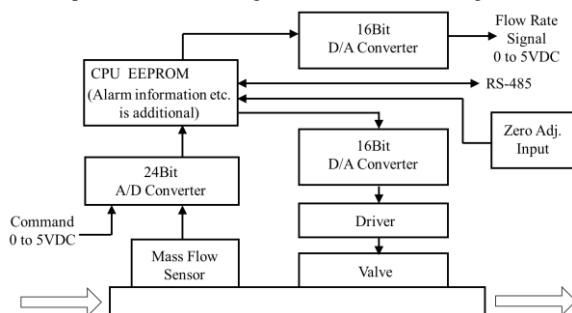 16Bit
D/A Converter
Flow Rate
Signal
0 to 5VDC
CPU EEPROM
(Alarm information etc.
is additional)
RS-485
Zero Adj.
Input
16Bit
D/A Converter
24Bit
A/D Converter
Command
0 to 5VDC
Driver
Mass Flow
Sensor
Valve